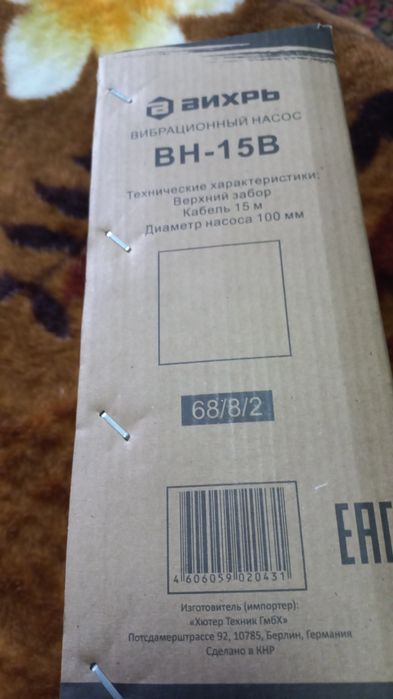 ВИХРЬ
ВИБРАЦИОННЫЙ НАСОС
ВН-15В
Технические характеристики:
Верхний забор
Кабель 15 м
Диаметр насоса 100 мм
68/8/2
4 606059 020431
EAC
Изготовитель (импортер):
«Хютер Техник ГмбХ»
Потсдамерштрассе 92, 10785, Берлин, Германия
Сделано в КНР